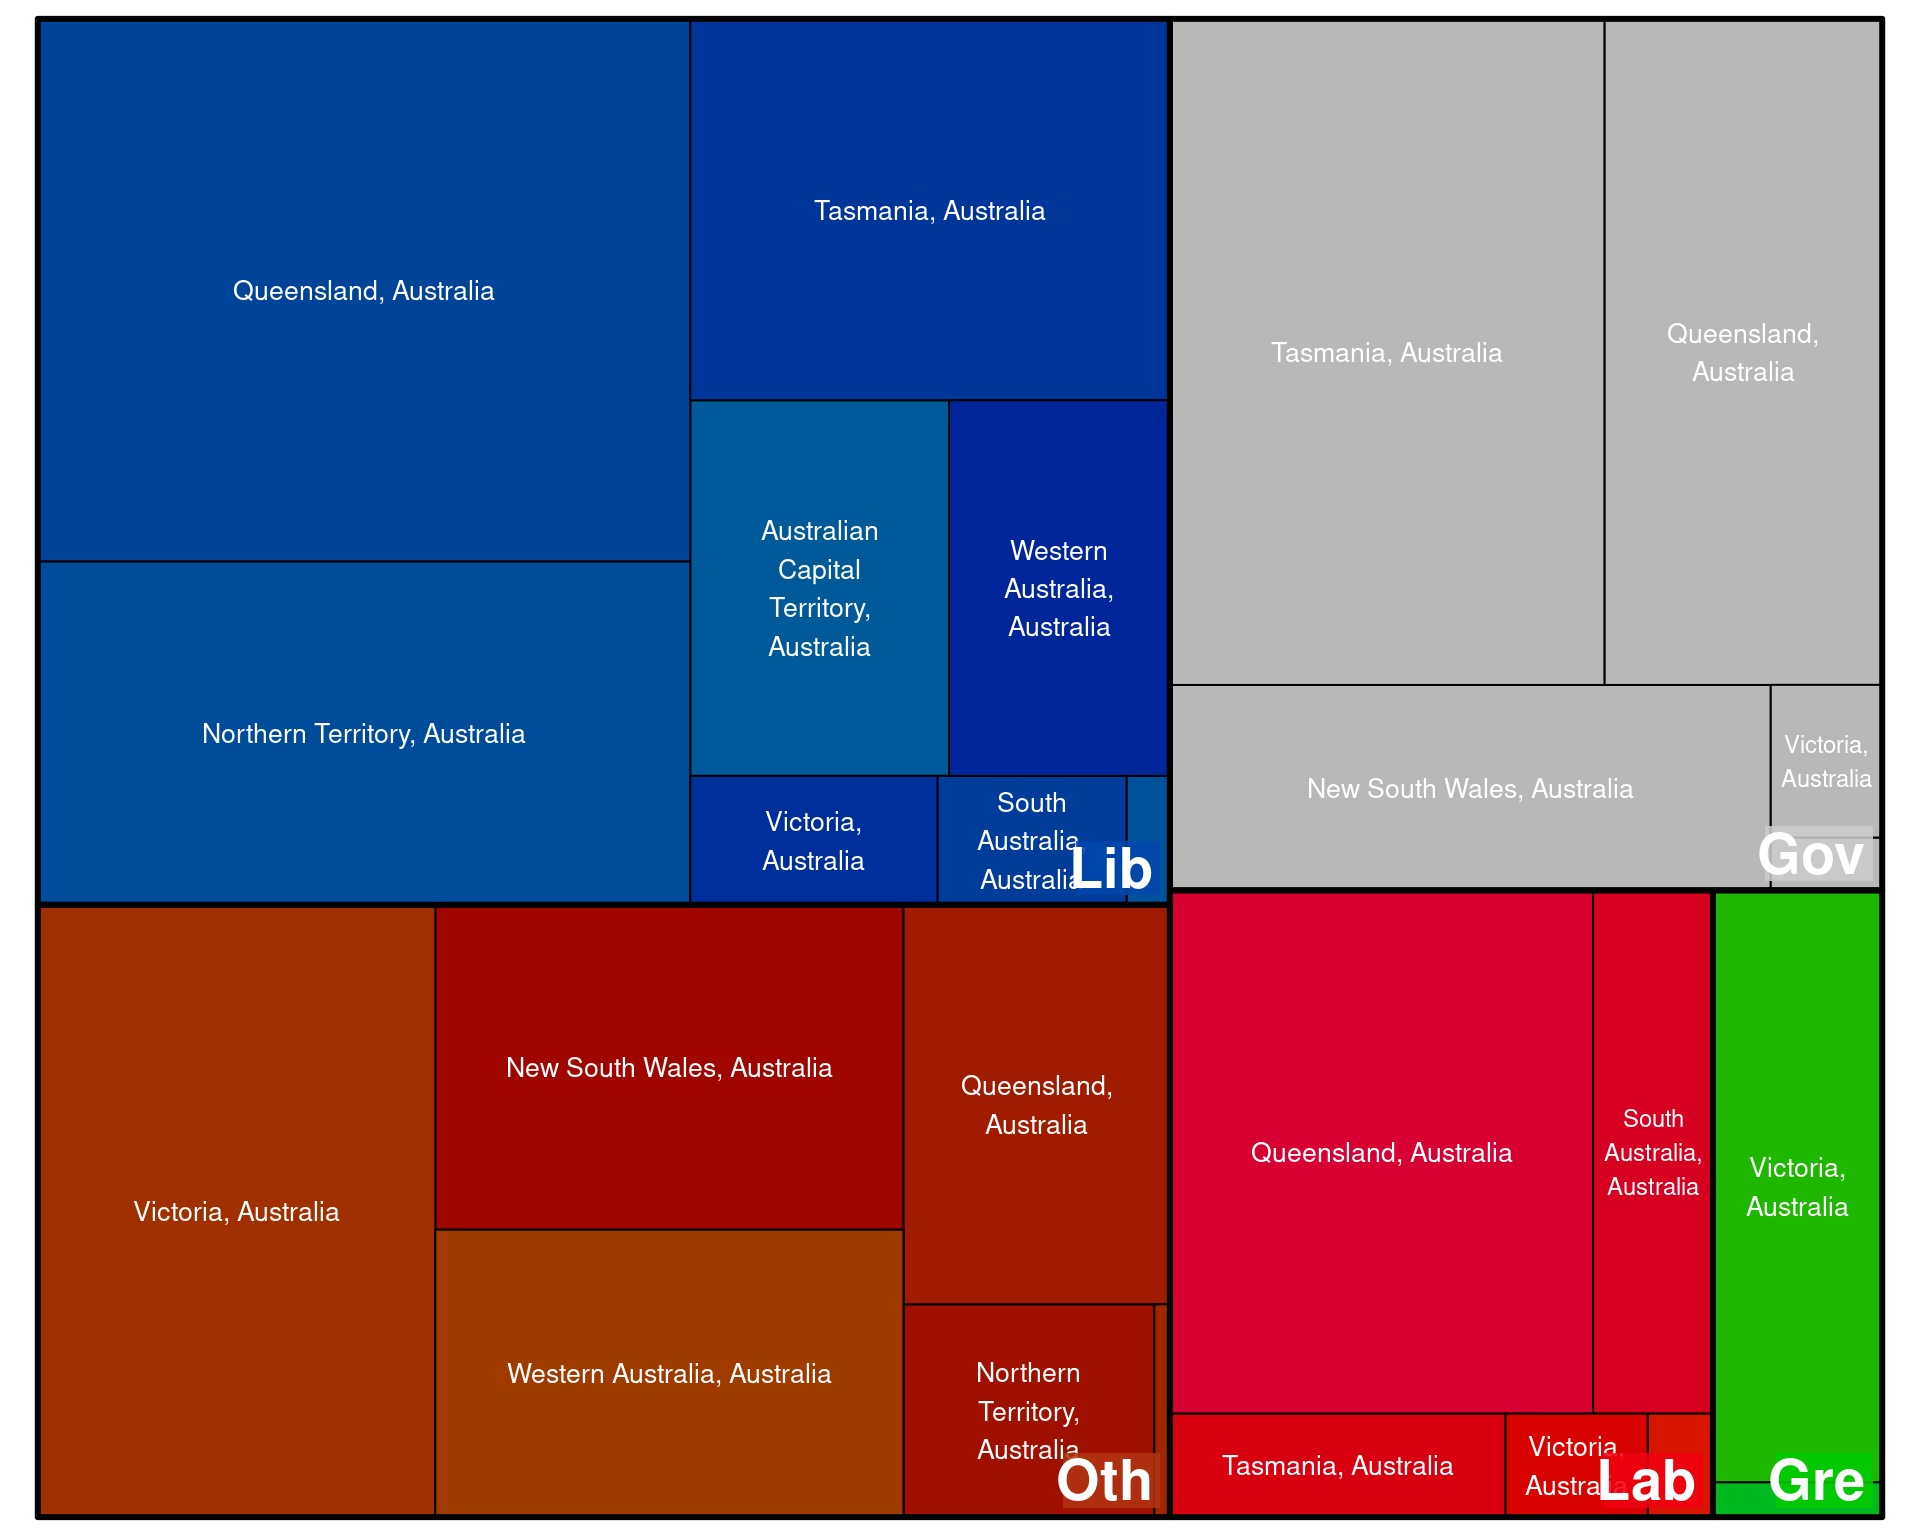 Queensland, Australia
Tasmania, Australia
Australian
Capital
Territory,
Australia
Western
Australia,
Australia
Northern Territory, Australia
Victoria,
Australia
South
Australia,
Australia
Lib
Tasmania, Australia
Queensland,
Australia
New South Wales, Australia
Victoria,
Australia
Gov
Victoria, Australia
New South Wales, Australia
Queensland,
Australia
Western Australia, Australia
Northern
Territory,
Australia
Oth
Queensland, Australia
South
Australia,
Australia
Tasmania, Australia
Victoria,
Australia
Lab
Victoria,
Australia
Gre